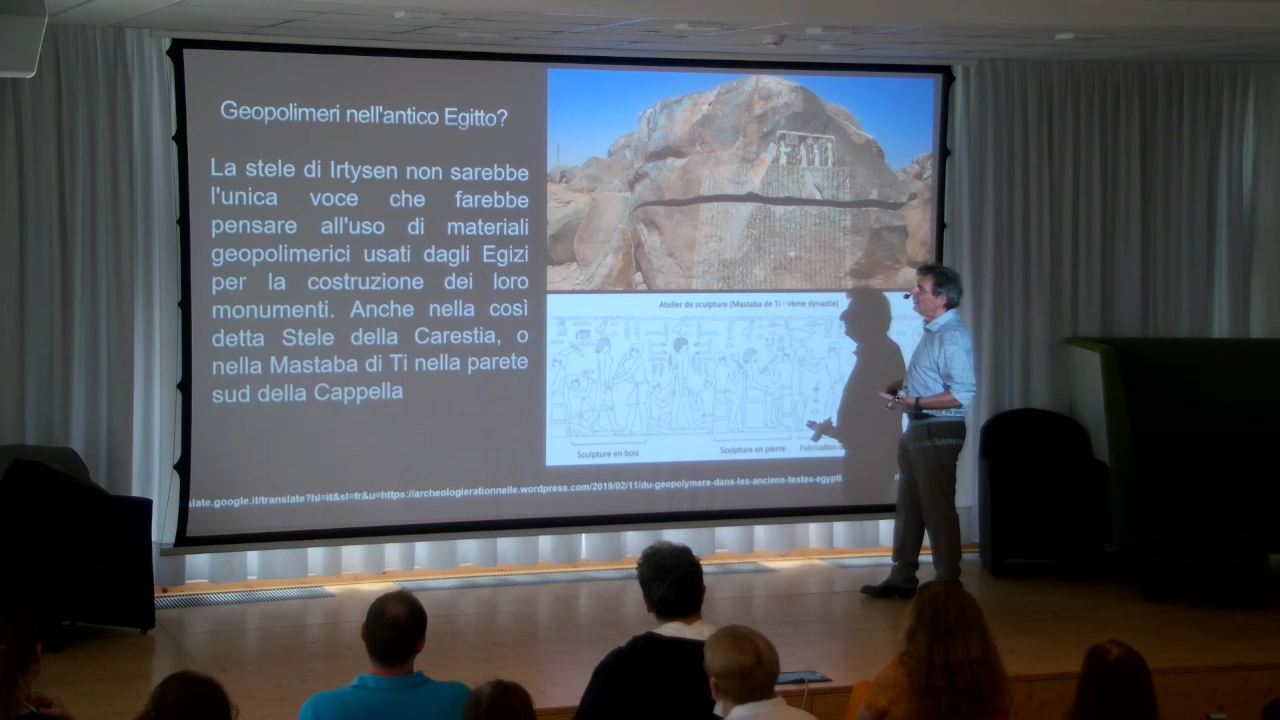 Geopolimeri nell'antico Egitto?
La stele di Irtysen non sarebbe
l'unica voce che farebbe
pensare all'uso di materiali
geopolimerici usati dagli Egizi
per la costruzione dei loro
monumenti. Anche nella così
detta Stele della Carestia, o
nella Mastaba di Ti nella parete
sud della Cappella
Atelier de sculpture (Mastaba de Ti - Vème dynastie)
Sculpture en bois
Sculpture en pierre
Fabrication
late.google.it/translate?hl=it&sl=fr&u=https://archeologierationnelle.wordpress.com/2019/02/11/du-geopolymere-dans-les-anciens-textes-egypti